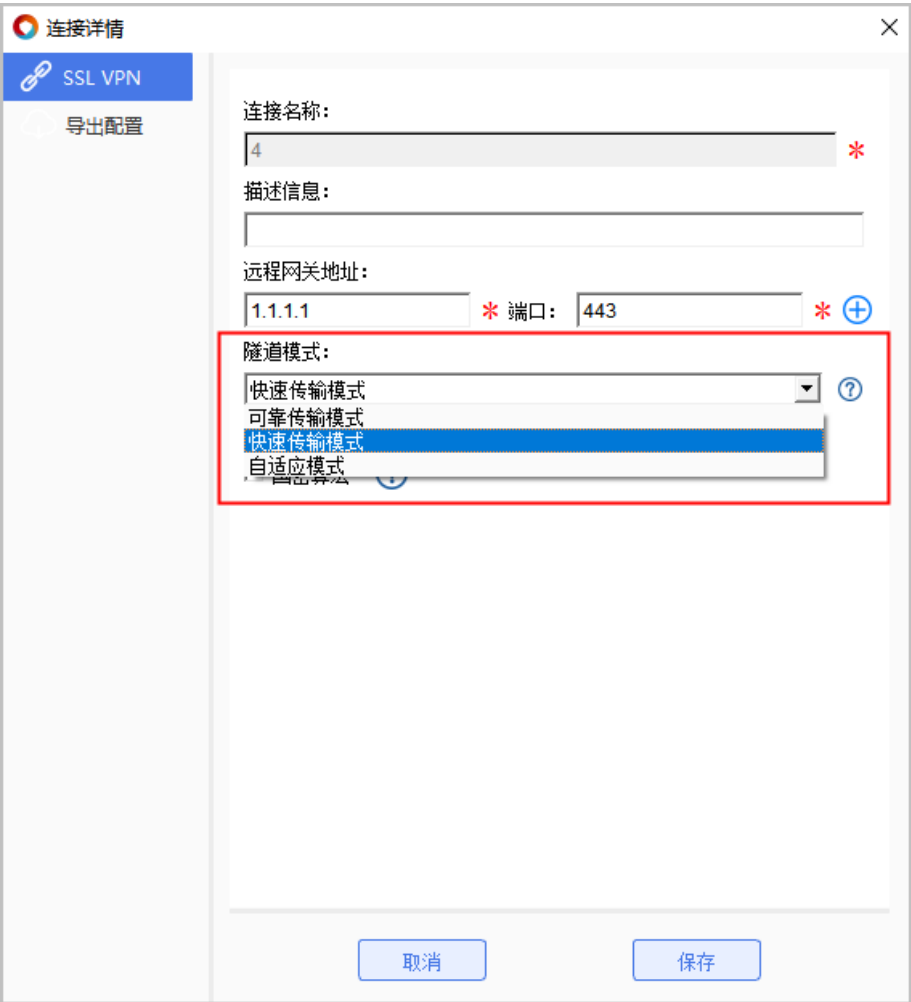 连接详情
SSL VPN
导出配置
连接名称：
4 *
描述信息：
远程网关地址：
1.1.1.1 * 端口： 443 *
隧道模式：
快速传输模式
可靠传输模式
快速传输模式
自适应模式
取消 保存